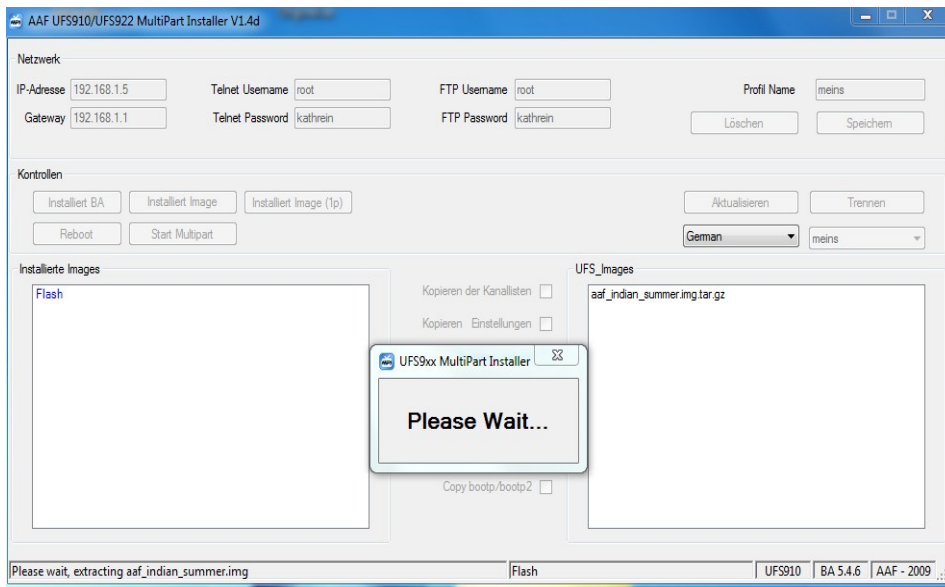 AAF UFS910/UFS922 MultiPart Installer V1.4d
Netzwerk
IP-Adresse 192.168.1.5 Telnet Username root FTP Username root Profil Name meins
Gateway 192.168.1.1 Telnet Password kathrein FTP Password kathrein Löschen Speichern
Kontrollen
Installiert BA Installiert Image Installiert Image (1p) Aktualisieren Trennen
Reboot Start Multipart German meins
Installierte Images UFS_Images
Flash Kopieren der Kanallisten aaf_indian_summer.img.tar.gz
Kopieren Einstellungen
UFS9xx MultiPart Installer
Please Wait...
Copy bootp/bootp2
Please wait, extracting aaf_indian_summer.img Flash UFS910 BA 5.4.6 AAF - 2009